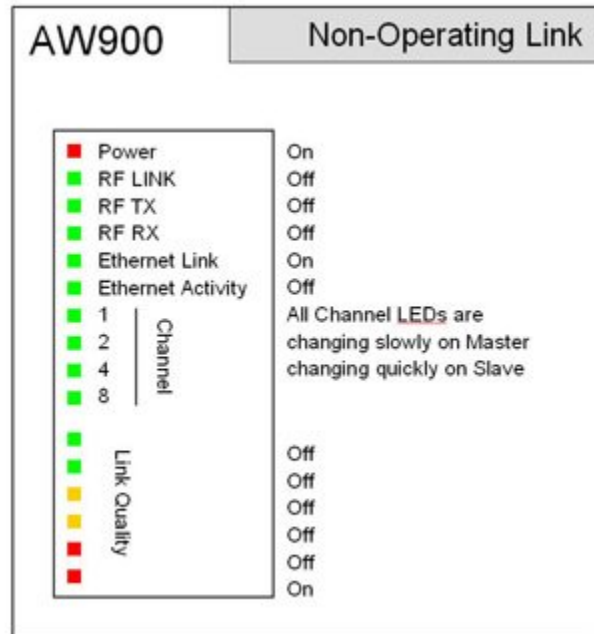 AW900
Non-Operating Link
Power On
RF LINK Off
RF TX Off
RF RX Off
Ethernet Link On
Ethernet Activity Off
1 All Channel LEDs are
2 changing slowly on Master
4 changing quickly on Slave
8
Channel
Off
Off
Off
Off
Off
On
Link Quality